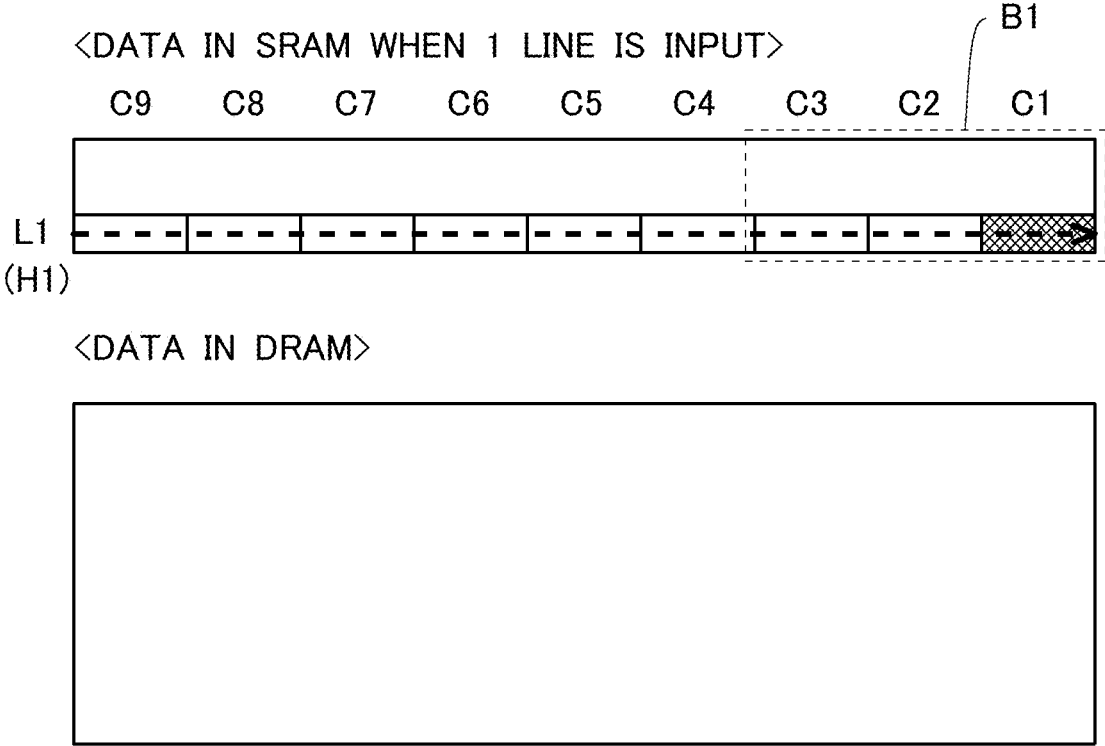 B1
<DATA IN SRAM WHEN 1 LINE IS INPUT>
C9 C8 C7 C6 C5 C4 C3 C2 C1
L1
(H1)
<DATA IN DRAM>